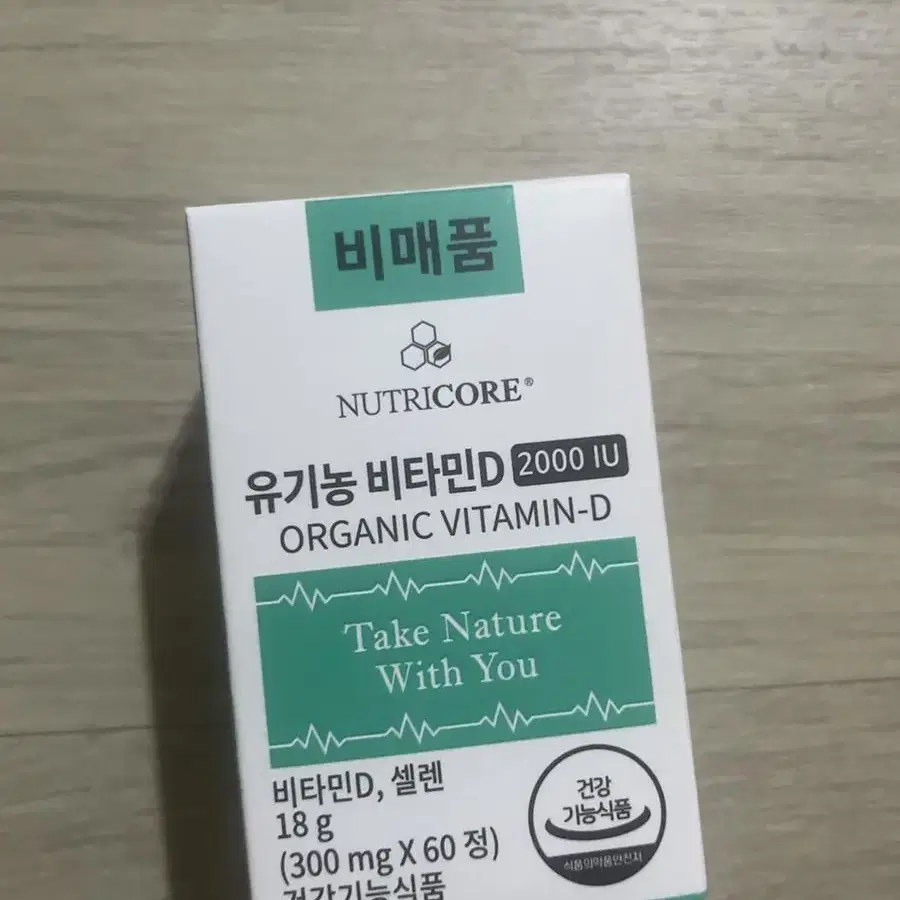 비매품
NUTRICORE®
유기농 비타민D 2000 IU
ORGANIC VITAMIN-D
Take Nature
With You
비타민D, 셀렌
18 g
(300 mg X 60 정)
건강기능식품
건강
기능식품
식품의약품안전처